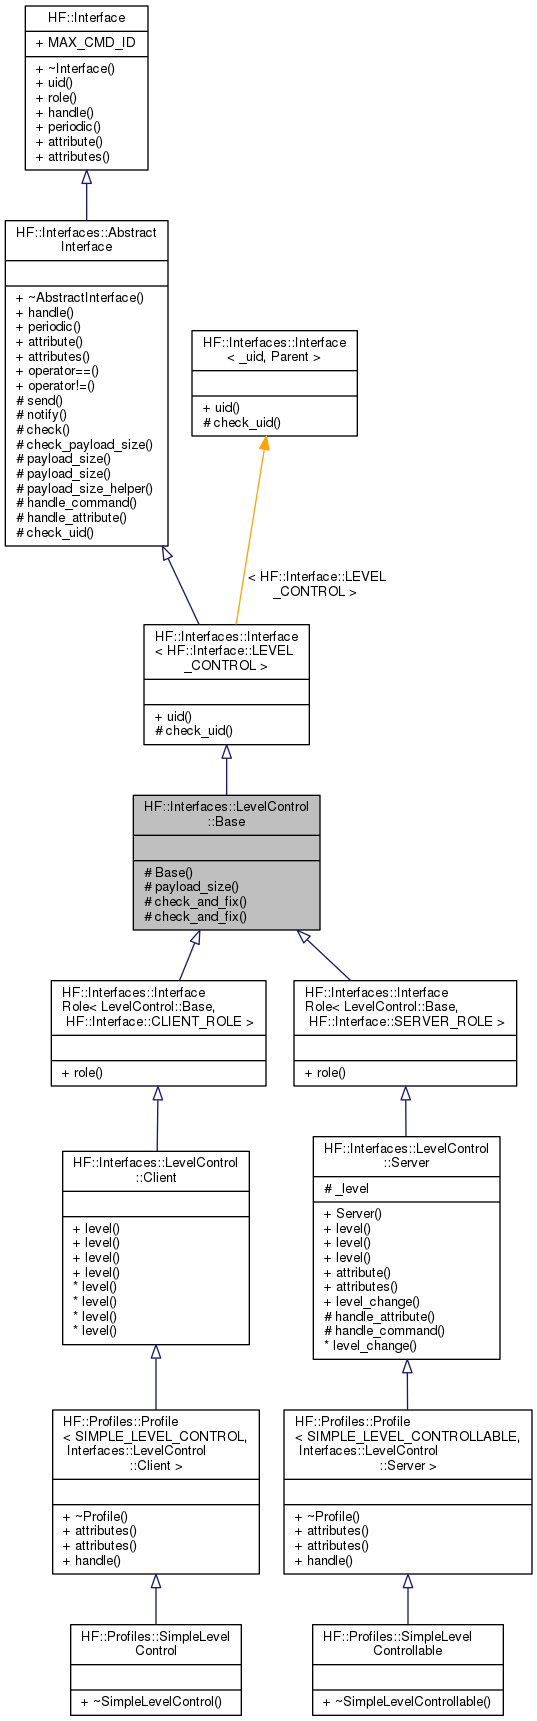 HF::Interface
+ MAX_CMD_ID
+ ~Interface()
+ uid()
+ role()
+ handle()
+ periodic()
+ attribute()
+ attributes()
HF::Interfaces::Abstract
Interface
+ ~AbstractInterface()
+ handle()
+ periodic()
+ attribute()
+ attributes()
+ operator==()
+ operator!=()
# send()
# notify()
# check()
# check_payload_size()
# payload_size()
# payload_size()
# payload_size_helper()
# handle_command()
# handle_attribute()
# check_uid()
HF::Interfaces::Interface
< _uid, Parent >
+ uid()
# check_uid()
< HF::Interface::LEVEL
_CONTROL >
HF::Interfaces::Interface
< HF::Interface::LEVEL
_CONTROL >
+ uid()
# check_uid()
HF::Interfaces::LevelControl
::Base
# Base()
# payload_size()
# check_and_fix()
# check_and_fix()
HF::Interfaces::Interface
Role< LevelControl::Base,
HF::Interface::CLIENT_ROLE >
+ role()
HF::Interfaces::Interface
Role< LevelControl::Base,
HF::Interface::SERVER_ROLE >
+ role()
HF::Interfaces::LevelControl
::Client
+ level()
+ level()
+ level()
+ level()
* level()
* level()
* level()
* level()
HF::Interfaces::LevelControl
::Server
# _level
+ Server()
+ level()
+ level()
+ level()
+ attribute()
+ attributes()
+ level_change()
# handle_attribute()
# handle_command()
* level_change()
HF::Profiles::Profile
< SIMPLE_LEVEL_CONTROL,
Interfaces::LevelControl
::Client >
+ ~Profile()
+ attributes()
+ attributes()
+ handle()
HF::Profiles::Profile
< SIMPLE_LEVEL_CONTROLLABLE,
Interfaces::LevelControl
::Server >
+ ~Profile()
+ attributes()
+ attributes()
+ handle()
HF::Profiles::SimpleLevel
Control
+ ~SimpleLevelControl()
HF::Profiles::SimpleLevel
Controllable
+ ~SimpleLevelControllable()